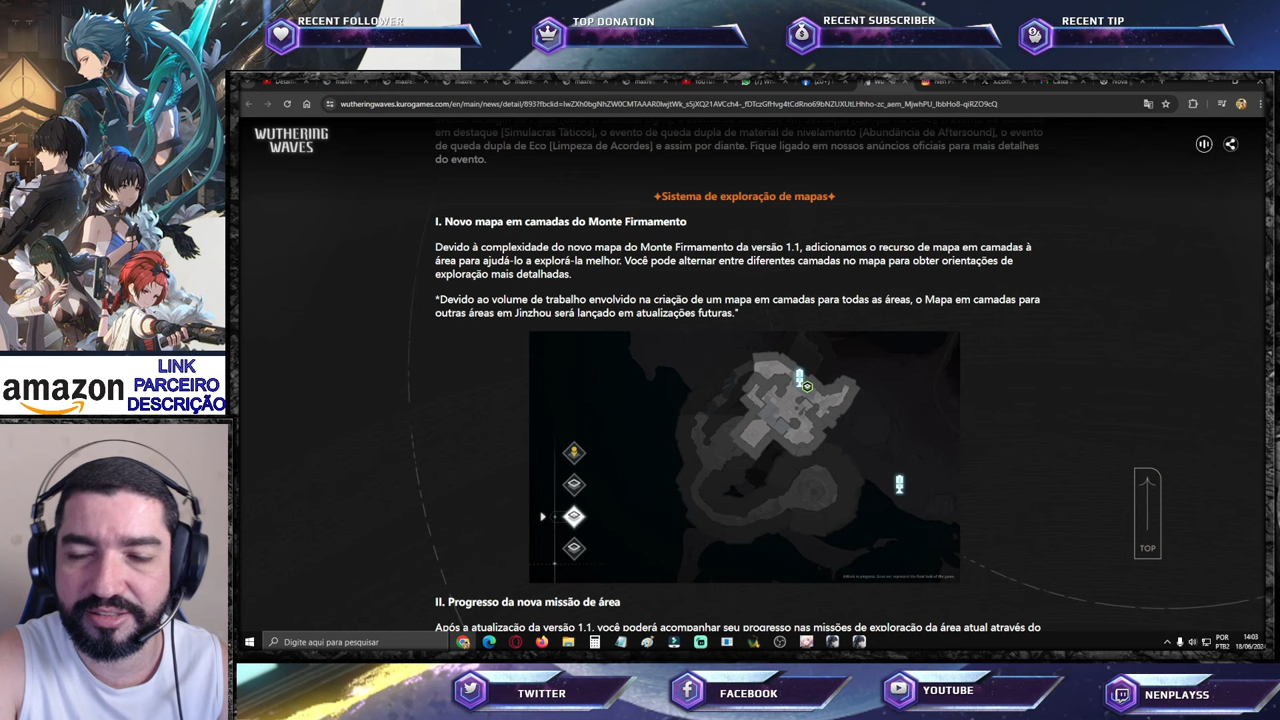 RECENT FOLLOWER
TOP DONATION
RECENT SUBSCRIBER
RECENT TIP
wutheringwaves.kurogames.com/en/main/news/detail/893?fbclid=
WUTHERING
WAVES
em destaque [Simulacras Táticos], o evento de queda dupla de material de nivelamento [Abundância de Aftersound], o evento
de queda dupla de Eco [Limpeza de Acordes] e assim por diante. Fique ligado em nossos anúncios oficiais para mais detalhes
do evento.
✦Sistema de exploração de mapas✦
I. Novo mapa em camadas do Monte Firmamento
Devido à complexidade do novo mapa do Monte Firmamento da versão 1.1, adicionamos o recurso de mapa em camadas à
área para ajudá-lo a explorá-la melhor. Você pode alternar entre diferentes camadas no mapa para obter orientações de
exploração mais detalhadas.
*Devido ao volume de trabalho envolvido na criação de um mapa em camadas para todas as áreas, o Mapa em camadas para
outras áreas em Jinzhou será lançado em atualizações futuras.*
TOP
II. Progresso da nova missão de área
Após a atualização da versão 1.1, você poderá acompanhar seu progresso nas missões de exploração da área atual através do
amazon
LINK
PARCEIRO
DESCRIÇÃO
Digite aqui para pesquisar
POR
PTB2
14:03
18/06/202
TWITTER
FACEBOOK
YOUTUBE
NENPLAYSS